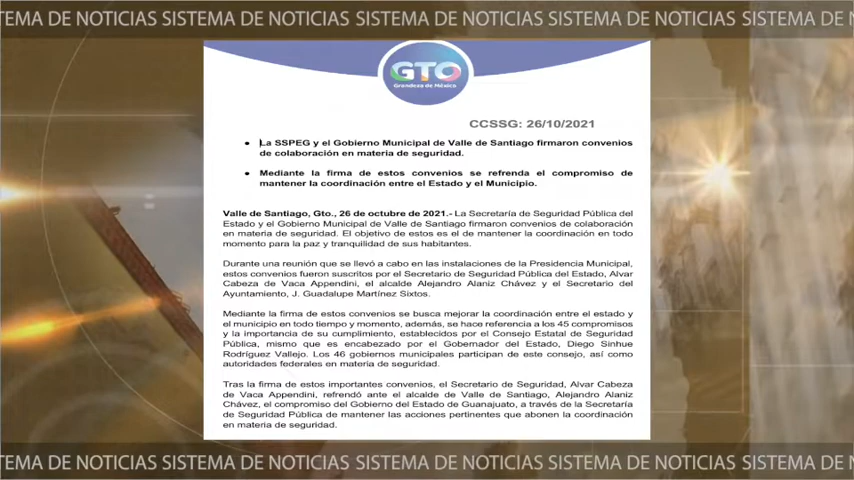 TEMA DE NOTICIAS SISTEMA DE NOTICIAS SISTEMA DE NOTICIAS SISTEMA DE NOTICIAS SISTEMA DE N
GTO
Grandeza de México
CCSSG: 26/10/2021
• La SSPEG y el Gobierno Municipal de Valle de Santiago firmaron convenios
de colaboración en materia de seguridad.
• Mediante la firma de estos convenios se refrenda el compromiso de
mantener la coordinación entre el Estado y el Municipio.
Valle de Santiago, Gto., 26 de octubre de 2021.- La Secretaría de Seguridad Pública del
Estado y el Gobierno Municipal de Valle de Santiago firmaron convenios de colaboración
en materia de seguridad. El objetivo de estos es el de mantener la coordinación en todo
momento para la paz y tranquilidad de sus habitantes.
Durante una reunión que se llevó a cabo en las instalaciones de la Presidencia Municipal,
estos convenios fueron suscritos por el Secretario de Seguridad Pública del Estado, Alvar
Cabeza de Vaca Appendini, el alcalde Alejandro Alaniz Chávez y el Secretario del
Ayuntamiento, J. Guadalupe Martínez Sixtos.
Mediante la firma de estos convenios se busca mejorar la coordinación entre el estado y
el municipio en todo tiempo y momento, además, se hace referencia a los 45 compromisos
y la importancia de su cumplimiento, establecidos por el Consejo Estatal de Seguridad
Pública, mismo que es encabezado por el Gobernador del Estado, Diego Sinhue
Rodríguez Vallejo. Los 46 gobiernos municipales participan de este consejo, así como
autoridades federales en materia de seguridad.
Tras la firma de estos importantes convenios, el Secretario de Seguridad, Alvar Cabeza
de Vaca Appendini, refrendó ante el alcalde de Valle de Santiago, Alejandro Alaniz
Chávez, el compromiso del Gobierno del Estado de Guanajuato, a través de la Secretaría
de Seguridad Pública de mantener las acciones pertinentes que abonen la coordinación
en materia de seguridad.
TEMA DE NOTICIAS SISTEMA DE NOTICIAS SISTEMA DE NOTICIAS SISTEMA DE NOTICIAS SISTEMA DE N